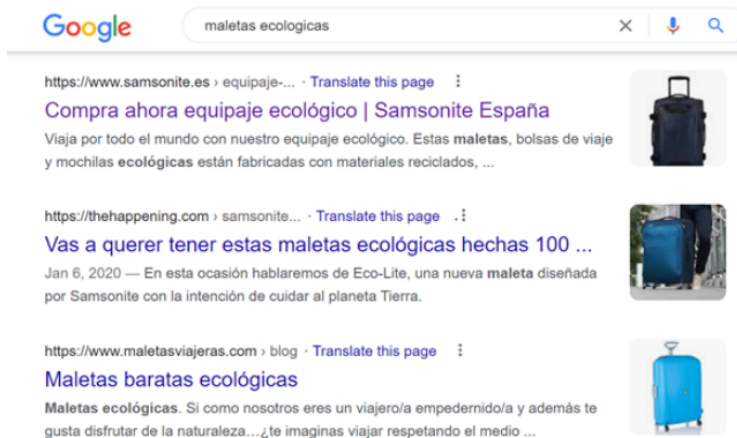 Google
maletas ecologicas
https://www.samsonite.es › equipaje-... · Translate this page
Compra ahora equipaje ecológico | Samsonite España
Viaja por todo el mundo con nuestro equipaje ecológico. Estas maletas, bolsas de viaje
y mochilas ecológicas están fabricadas con materiales reciclados, ...
https://thehappening.com › samsonite... · Translate this page
Vas a querer tener estas maletas ecológicas hechas 100 ...
Jan 6, 2020 — En esta ocasión hablaremos de Eco-Lite, una nueva maleta diseñada
por Samsonite con la intención de cuidar al planeta Tierra.
https://www.maletasviajeras.com › blog · Translate this page
Maletas baratas ecológicas
Maletas ecológicas. Si como nosotros eres un viajero/a empedernido/a y además te
gusta disfrutar de la naturaleza…¿te imaginas viajar respetando el medio ...